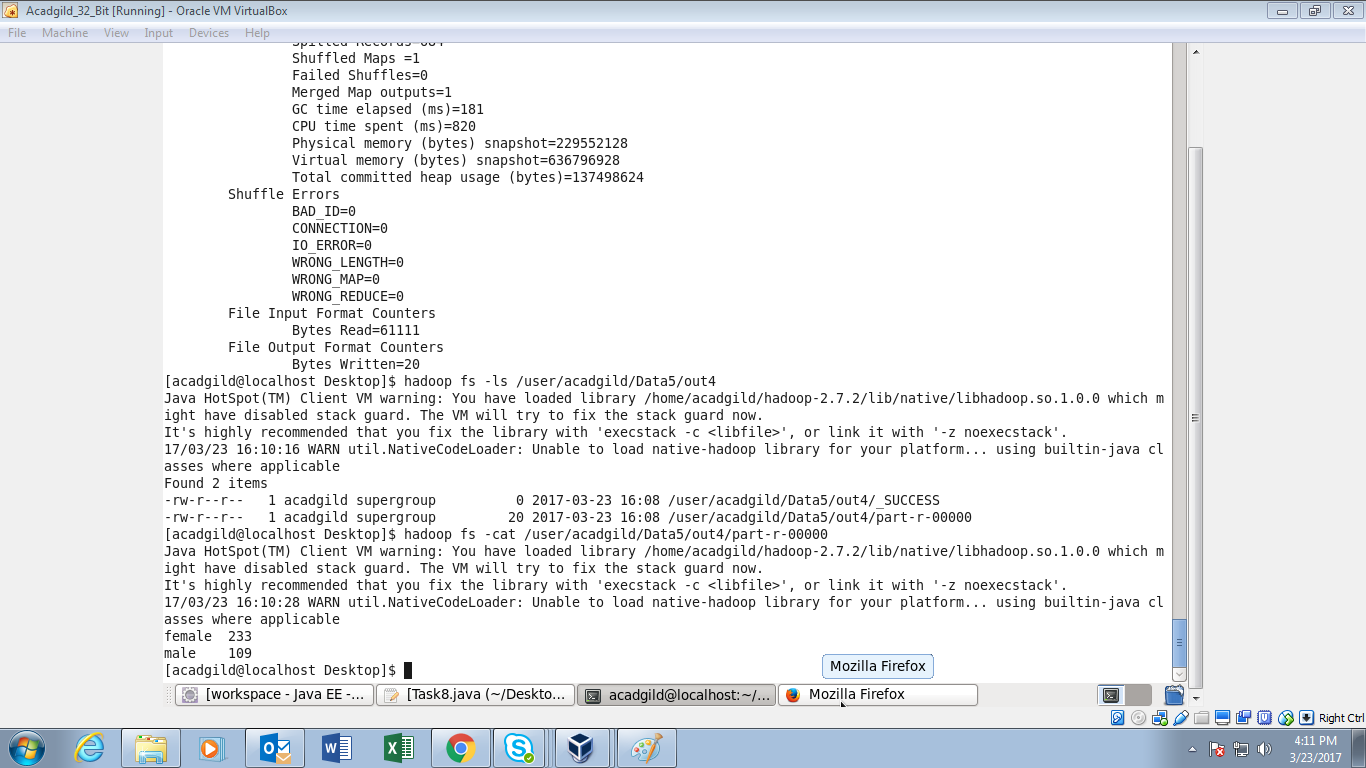 Acadgild_32_Bit [Running] - Oracle VM VirtualBox
File Machine View Input Devices Help
Spilled Records=684
Shuffled Maps =1
Failed Shuffles=0
Merged Map outputs=1
GC time elapsed (ms)=181
CPU time spent (ms)=820
Physical memory (bytes) snapshot=229552128
Virtual memory (bytes) snapshot=636796928
Total committed heap usage (bytes)=137498624
Shuffle Errors
BAD_ID=0
CONNECTION=0
IO_ERROR=0
WRONG_LENGTH=0
WRONG_MAP=0
WRONG_REDUCE=0
File Input Format Counters
Bytes Read=61111
File Output Format Counters
Bytes Written=20
[acadgild@localhost Desktop]$ hadoop fs -ls /user/acadgild/Data5/out4
Java HotSpot(TM) Client VM warning: You have loaded library /home/acadgild/hadoop-2.7.2/lib/native/libhadoop.so.1.0.0 which m
ight have disabled stack guard. The VM will try to fix the stack guard now.
It's highly recommended that you fix the library with 'execstack -c <libfile>', or link it with '-z noexecstack'.
17/03/23 16:10:16 WARN util.NativeCodeLoader: Unable to load native-hadoop library for your platform... using builtin-java cl
asses where applicable
Found 2 items
-rw-r--r-- 1 acadgild supergroup 0 2017-03-23 16:08 /user/acadgild/Data5/out4/_SUCCESS
-rw-r--r-- 1 acadgild supergroup 20 2017-03-23 16:08 /user/acadgild/Data5/out4/part-r-00000
[acadgild@localhost Desktop]$ hadoop fs -cat /user/acadgild/Data5/out4/part-r-00000
Java HotSpot(TM) Client VM warning: You have loaded library /home/acadgild/hadoop-2.7.2/lib/native/libhadoop.so.1.0.0 which m
ight have disabled stack guard. The VM will try to fix the stack guard now.
It's highly recommended that you fix the library with 'execstack -c <libfile>', or link it with '-z noexecstack'.
17/03/23 16:10:28 WARN util.NativeCodeLoader: Unable to load native-hadoop library for your platform... using builtin-java cl
asses where applicable
female 233
male 109
[acadgild@localhost Desktop]$
Mozilla Firefox
[workspace - Java EE -... [Task8.java (~/Deskto... acadgild@localhost:~/... Mozilla Firefox
Right Ctrl
4:11 PM
3/23/2017